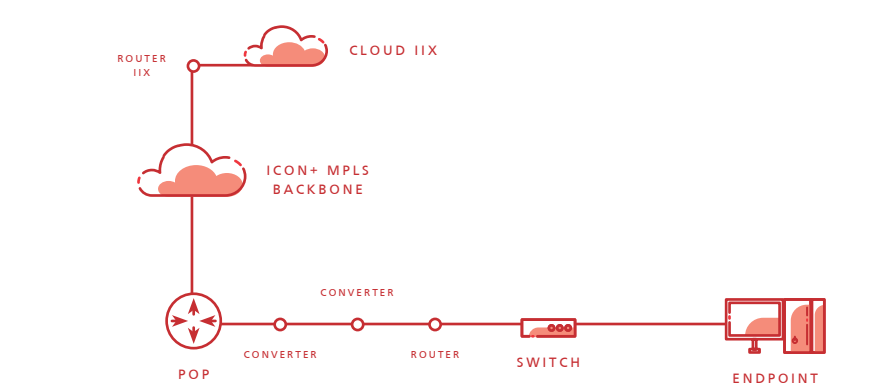 CLOUD IIX
ROUTER
IIX
ICON+ MPLS
BACKBONE
CONVERTER
CONVERTER
ROUTER
SWITCH
POP
ENDPOINT